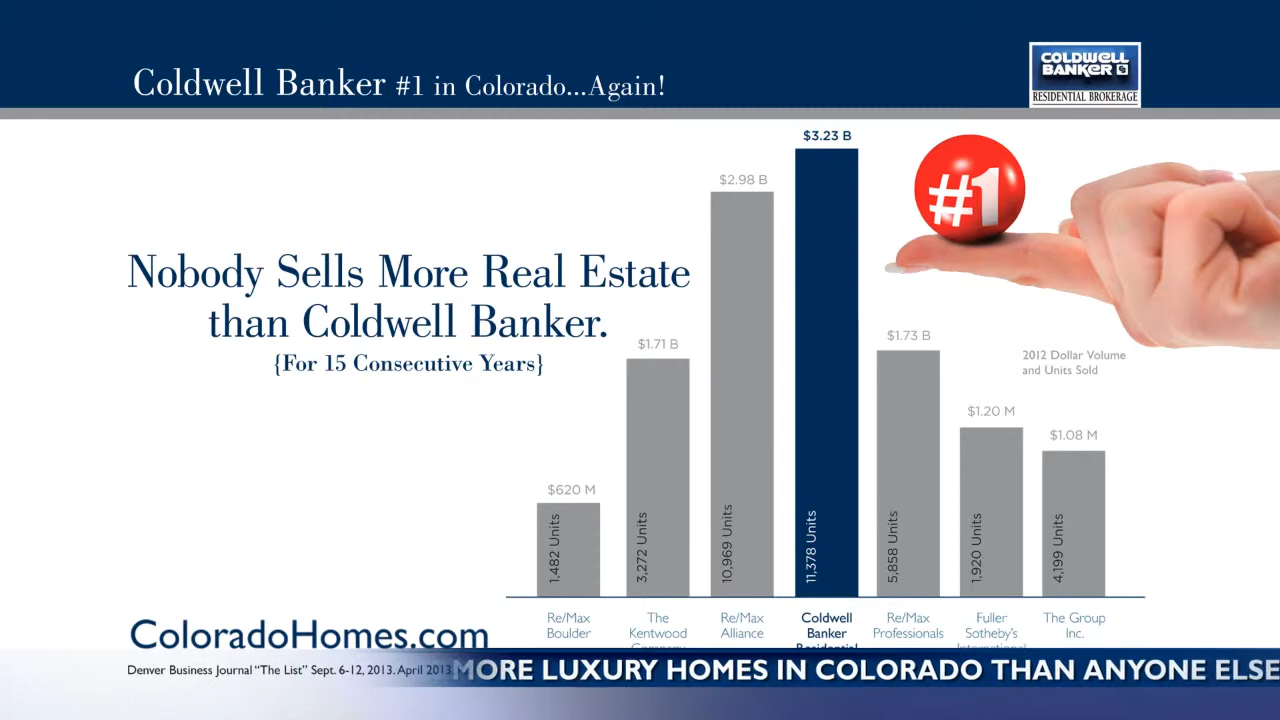 Coldwell Banker #1 in Colorado...Again!
COLDWELL
BANKER
RESIDENTIAL BROKERAGE
#1
Nobody Sells More Real Estate
than Coldwell Banker.
{For 15 Consecutive Years}
2012 Dollar Volume
and Units Sold
$620 M
$1.71 B
$2.98 B
$3.23 B
$1.73 B
$1.20 M
$1.08 M
1,482 Units
3,272 Units
10,969 Units
11,378 Units
5,858 Units
1,920 Units
4,199 Units
Re/Max
Boulder
The
Kentwood
Company
Re/Max
Alliance
Coldwell
Banker
Residential
Re/Max
Professionals
Fuller
Sotheby's
International
The Group
Inc.
ColoradoHomes.com
Denver Business Journal “The List” Sept. 6-12, 2013. April 2013.
MORE LUXURY HOMES IN COLORADO THAN ANYONE ELSE